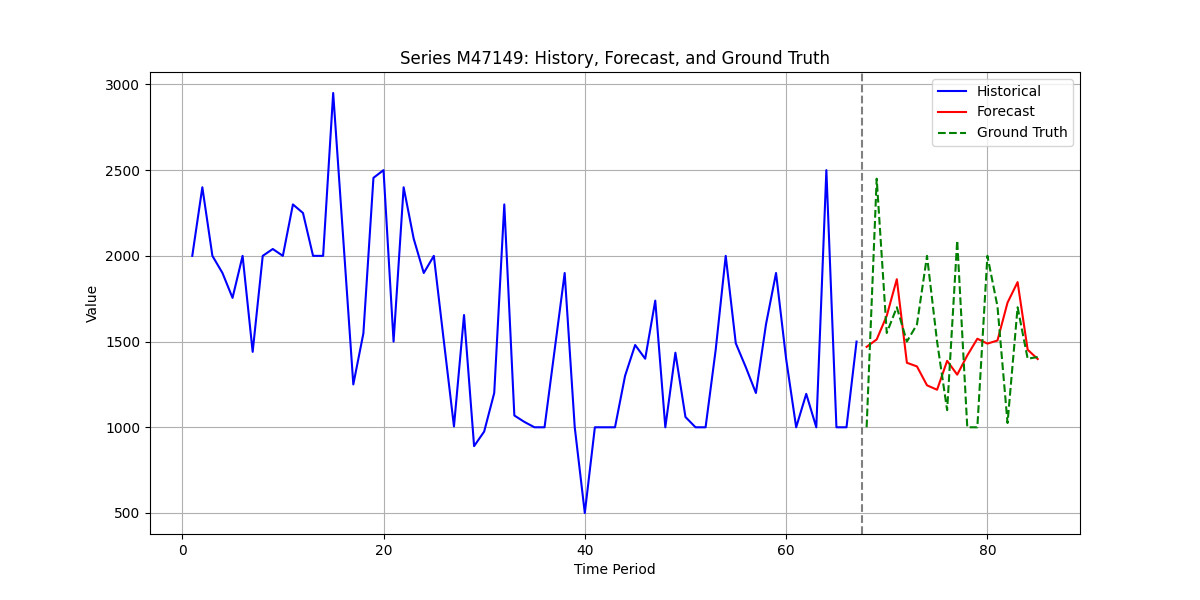 Series M47149: History, Forecast, and Ground Truth
Historical
Forecast
Ground Truth
Value
3000
2500
2000
1500
1000
500
0
20
40
60
80
Time Period